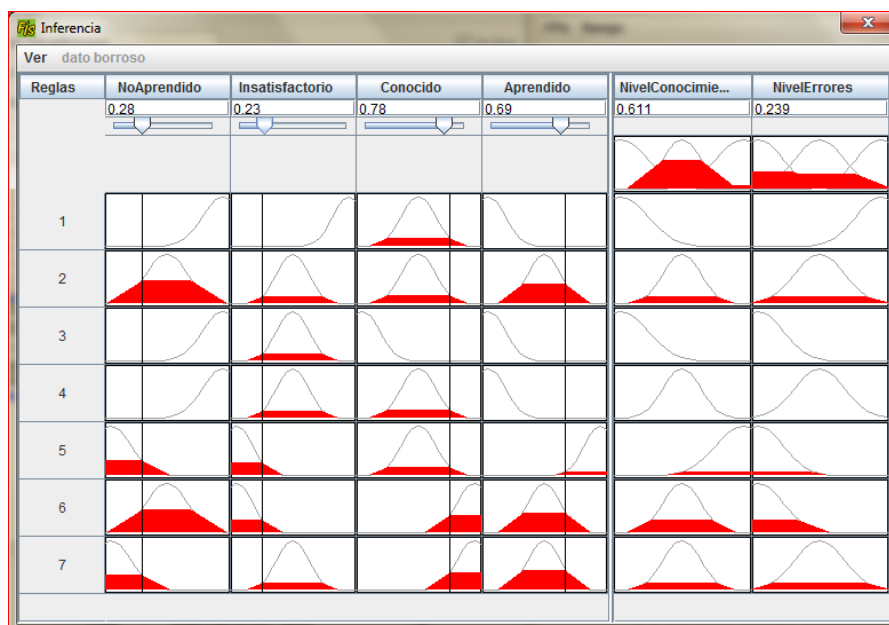 Fis Inferencia
Ver dato borroso
Reglas NoAprendido Insatisfactorio Conocido Aprendido NivelConocimie... NivelErrores
0.28 0.23 0.78 0.69 0.611 0.239
1
2
3
4
5
6
7